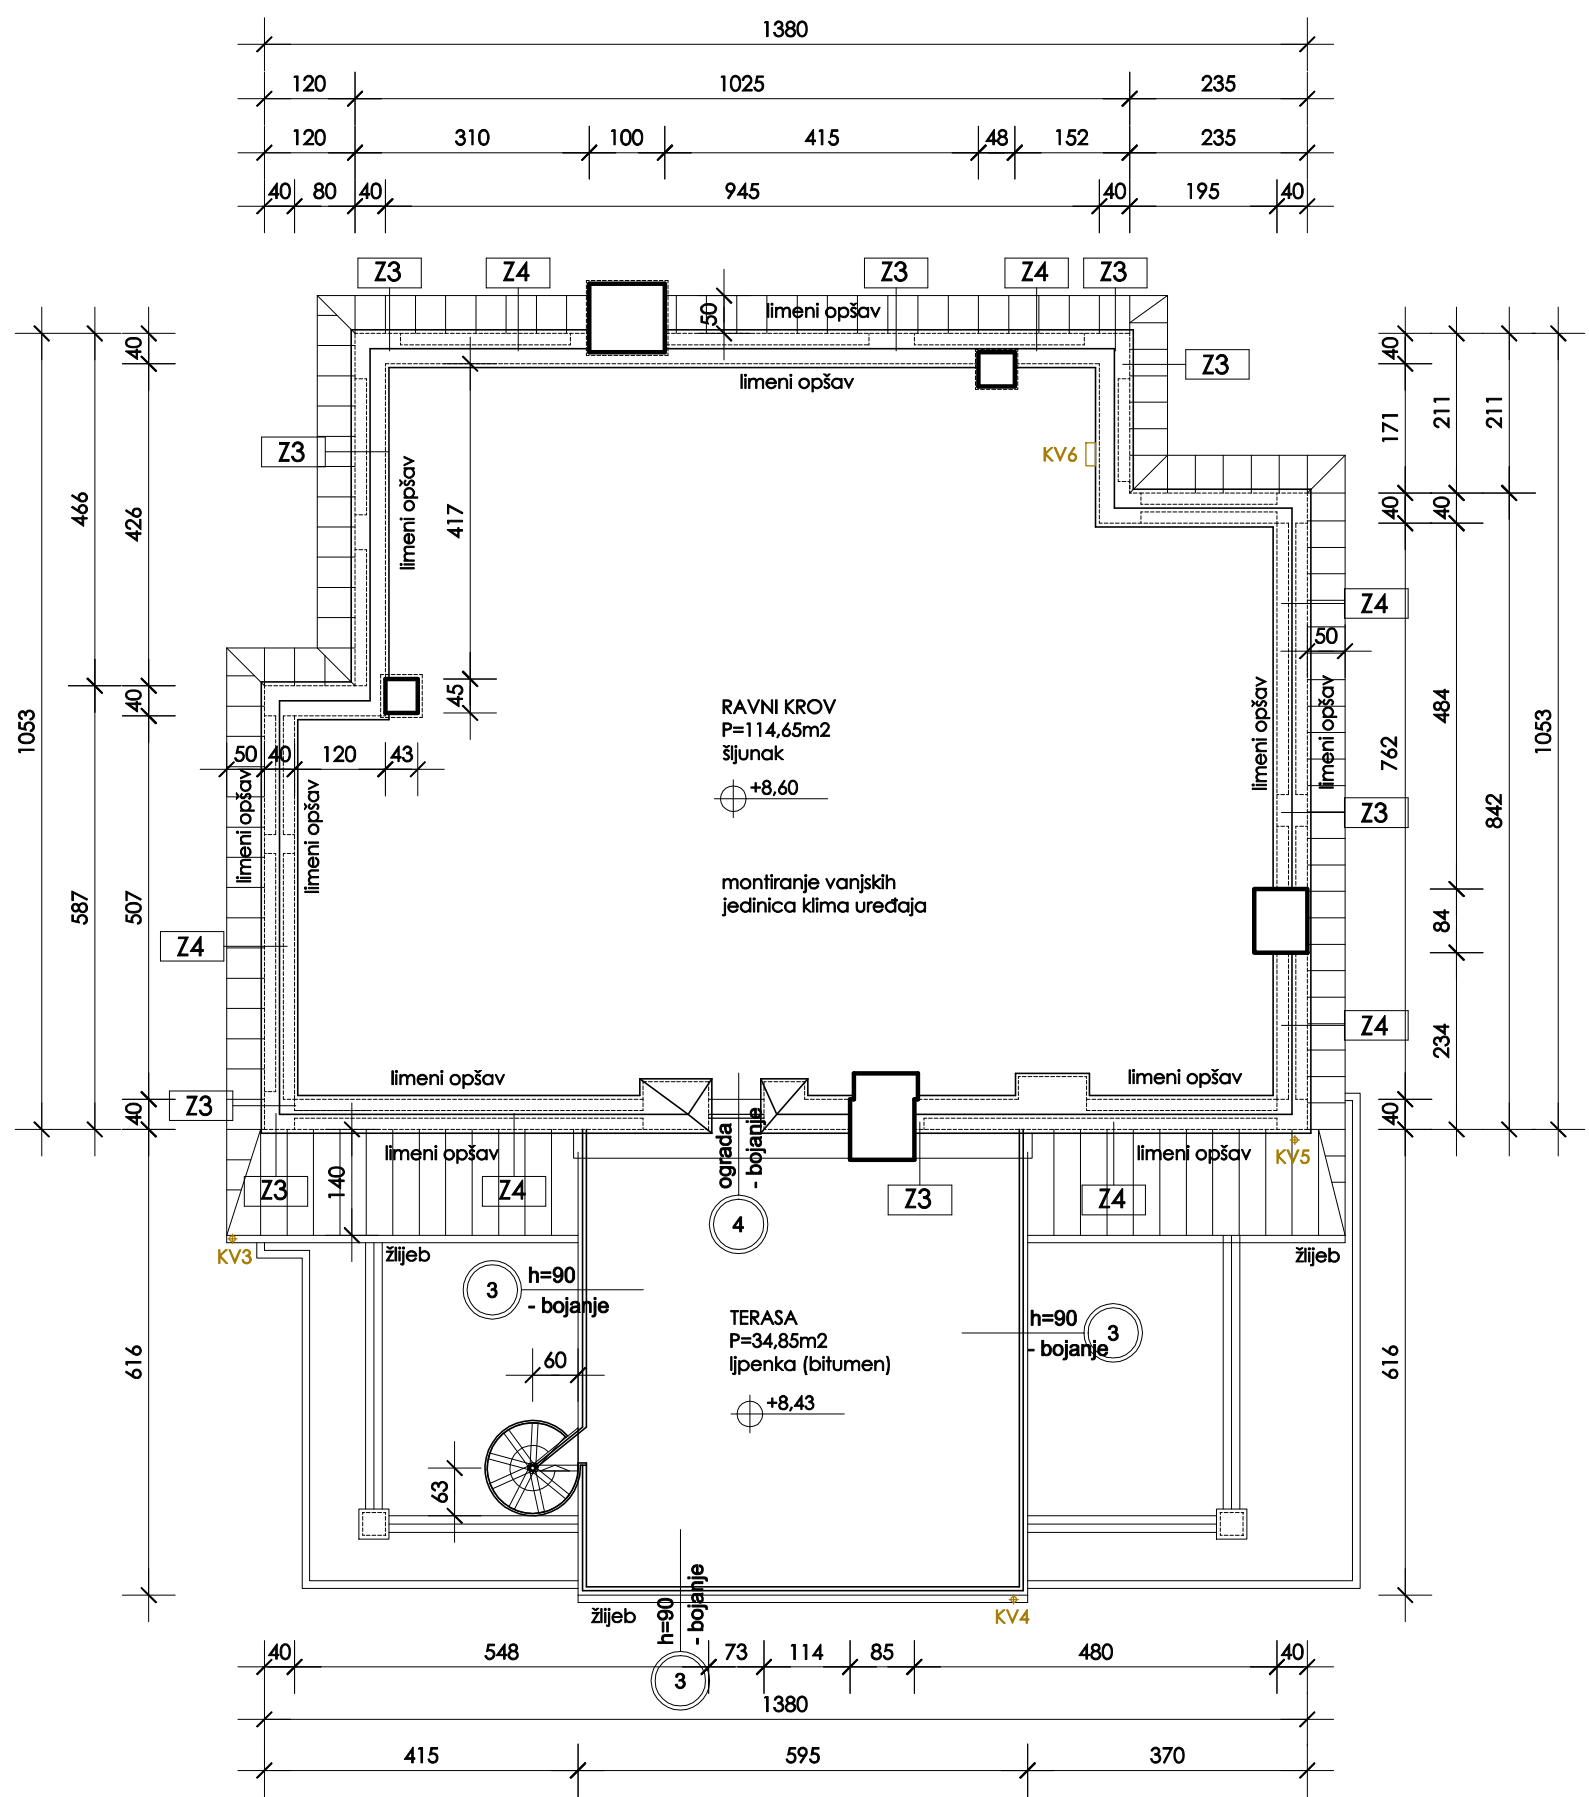 1380
120 1025 235
120 310 100 415 48 152 235
40 80 40 945 40 195 40
Z3 Z4 Z3 Z4 Z3
limeni opšav
50
Z3
limeni opšav
40
40
171
211
211
KV6
Z3
limeni opšav
417
466
426
40
40
Z4
50
45
40
1053
RAVNI KROV
P=114,65m2
šljunak
+8,60
limeni opšav
limeni opšav
484
762
1053
50 40 120 43
limeni opšav
limeni opšav
Z3
842
montiranje vanjskih
jedinica klima uređaja
587
507
84
Z4
Z4
234
limeni opšav
limeni opšav
Z3
40
40
ograda
- bojanje
limeni opšav
limeni opšav
KV5
140
Z3
Z4
Z3
Z4
4
KV3
žlijeb
žlijeb
3
h=90
- bojanje
TERASA
P=34,85m2
ljpenka (bitumen)
+8,43
h=90
- bojanje
3
616
616
60
63
žlijeb
h=90
- bojanje
KV4
3
40 548 73 114 85 480 40
1380
415 595 370